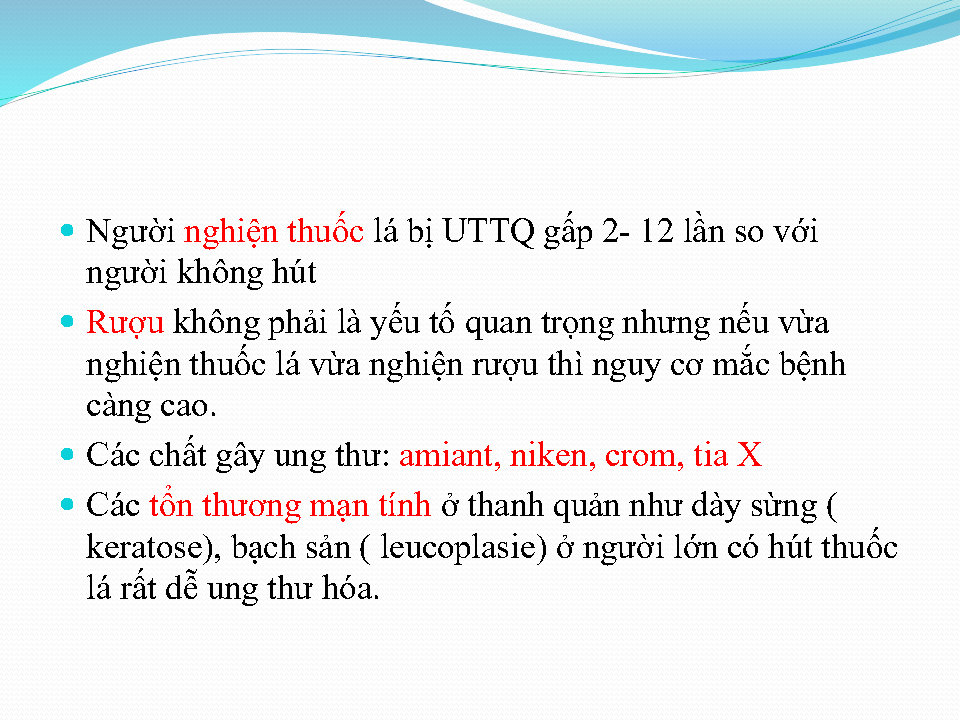 Người nghiện thuốc lá bị UTTQ gấp 2- 12 lần so với
người không hút
Rượu không phải là yếu tố quan trọng nhưng nếu vừa
nghiện thuốc lá vừa nghiện rượu thì nguy cơ mắc bệnh
càng cao.
Các chất gây ung thư: amiant, niken, crom, tia X
Các tổn thương mạn tính ở thanh quản như dày sừng (
keratose), bạch sản ( leucoplasie) ở người lớn có hút thuốc
lá rất dễ ung thư hóa.